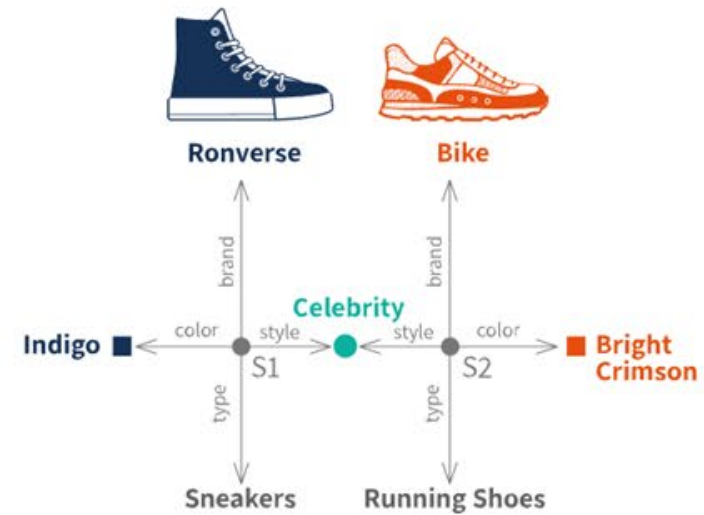 Ronverse
Bike
brand
brand
Celebrity
Indigo
color
style
style
color
Bright
Crimson
S1
S2
type
type
Sneakers
Running Shoes